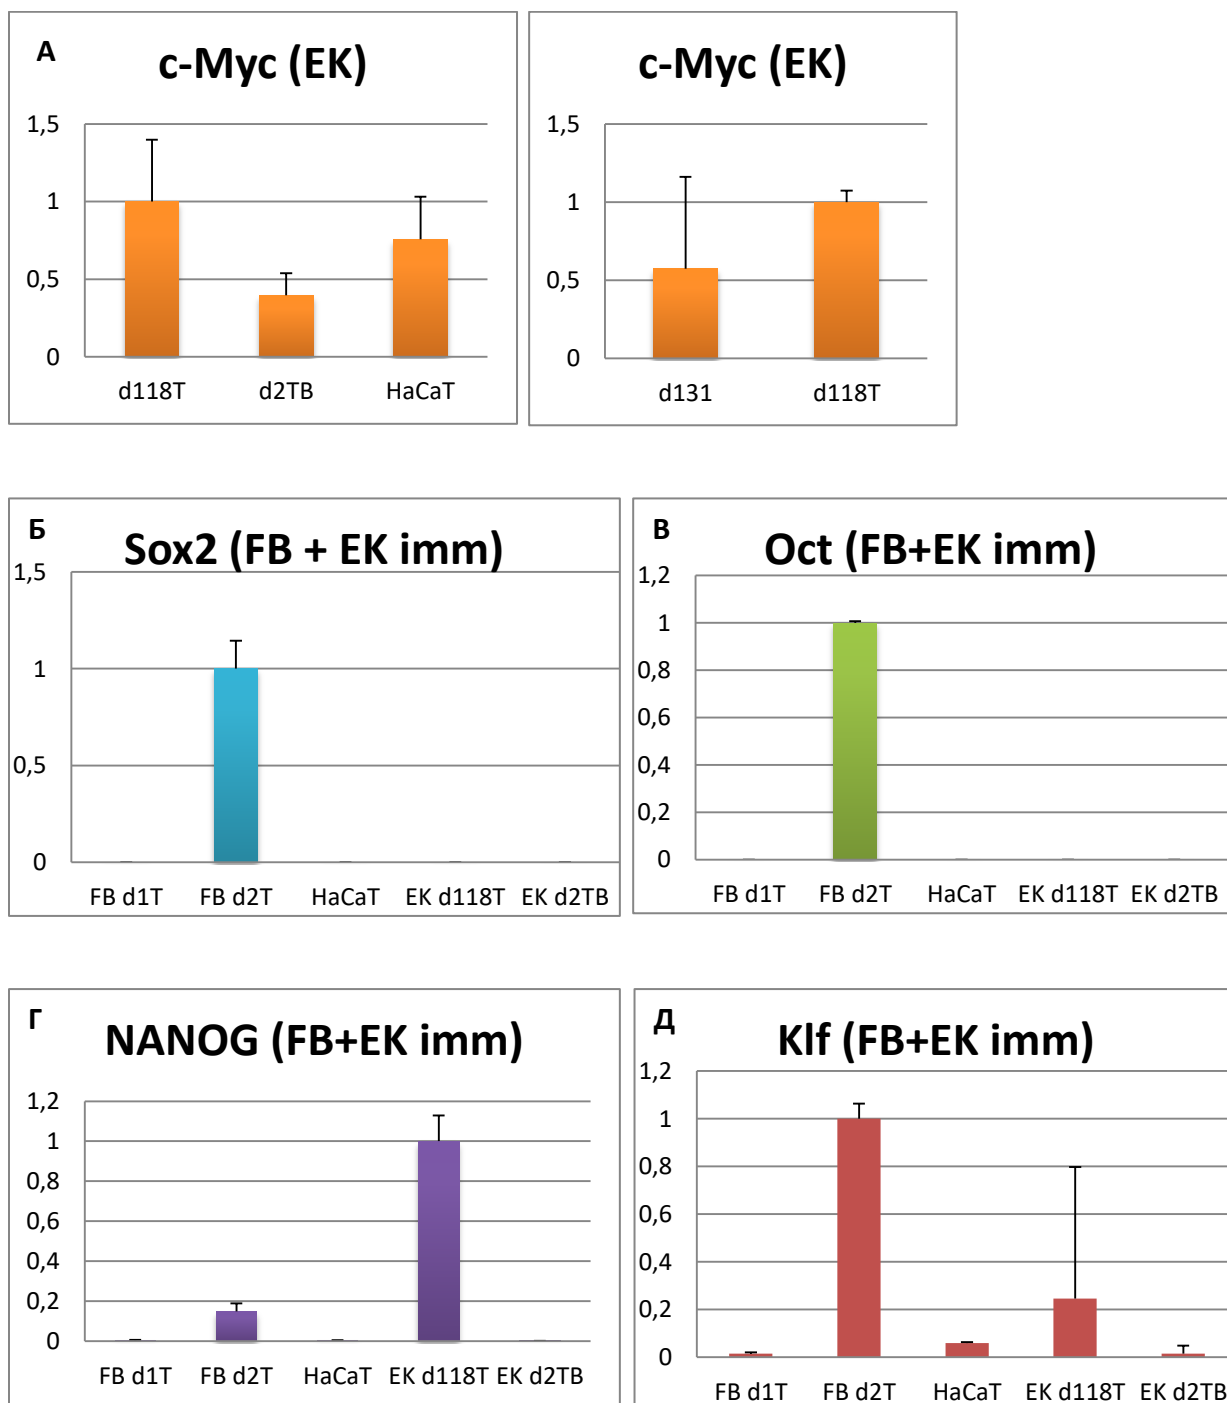 А
c-Myc (EK)
1,5
1
0,5
0
d118T d2TB HaCaT
c-Myc (EK)
1,5
1
0,5
0
d131 d118T
Б
Sox2 (FB + EK imm)
1,5
1
0,5
0
FB d1T FB d2T HaCaT EK d118T EK d2TB
В
Oct (FB+EK imm)
1,2
1
0,8
0,6
0,4
0,2
0
FB d1T FB d2T HaCaT EK d118T EK d2TB
Г
NANOG (FB+EK imm)
1,2
1
0,8
0,6
0,4
0,2
0
FB d1T FB d2T HaCaT EK d118T EK d2TB
Д
Klf (FB+EK imm)
1,2
1
0,8
0,6
0,4
0,2
0
FB d1T FB d2T HaCaT EK d118T EK d2TB